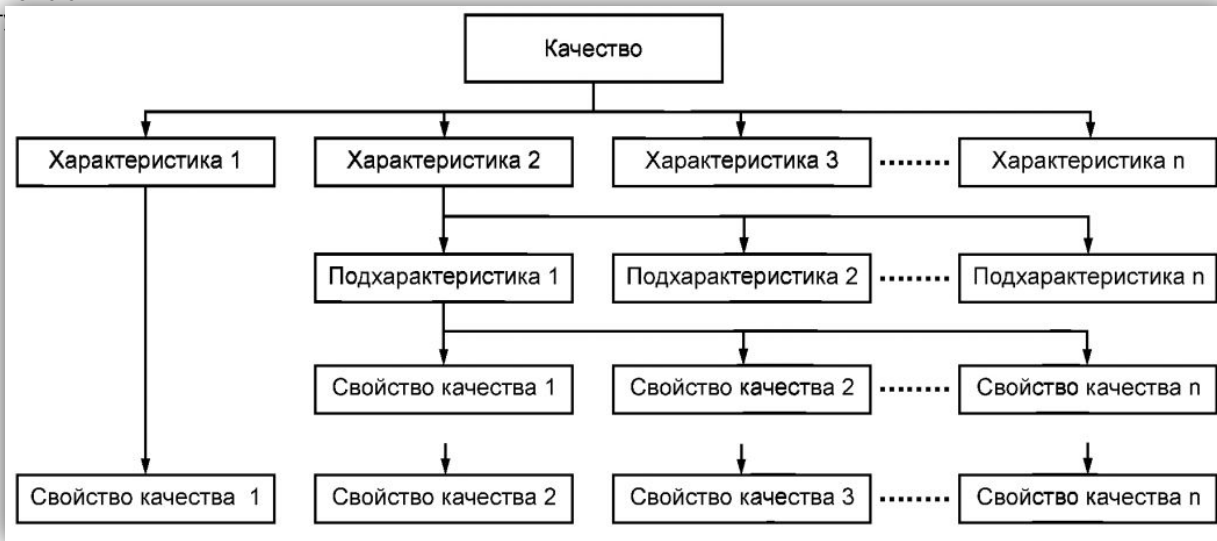 Качество
Характеристика 1 Характеристика 2 Характеристика 3 ........ Характеристика n
Подхарактеристика 1 Подхарактеристика 2 ........ Подхарактеристика n
Свойство качества 1 Свойство качества 2 ........ Свойство качества n
Свойство качества 1 Свойство качества 2 Свойство качества 3 ........ Свойство качества n